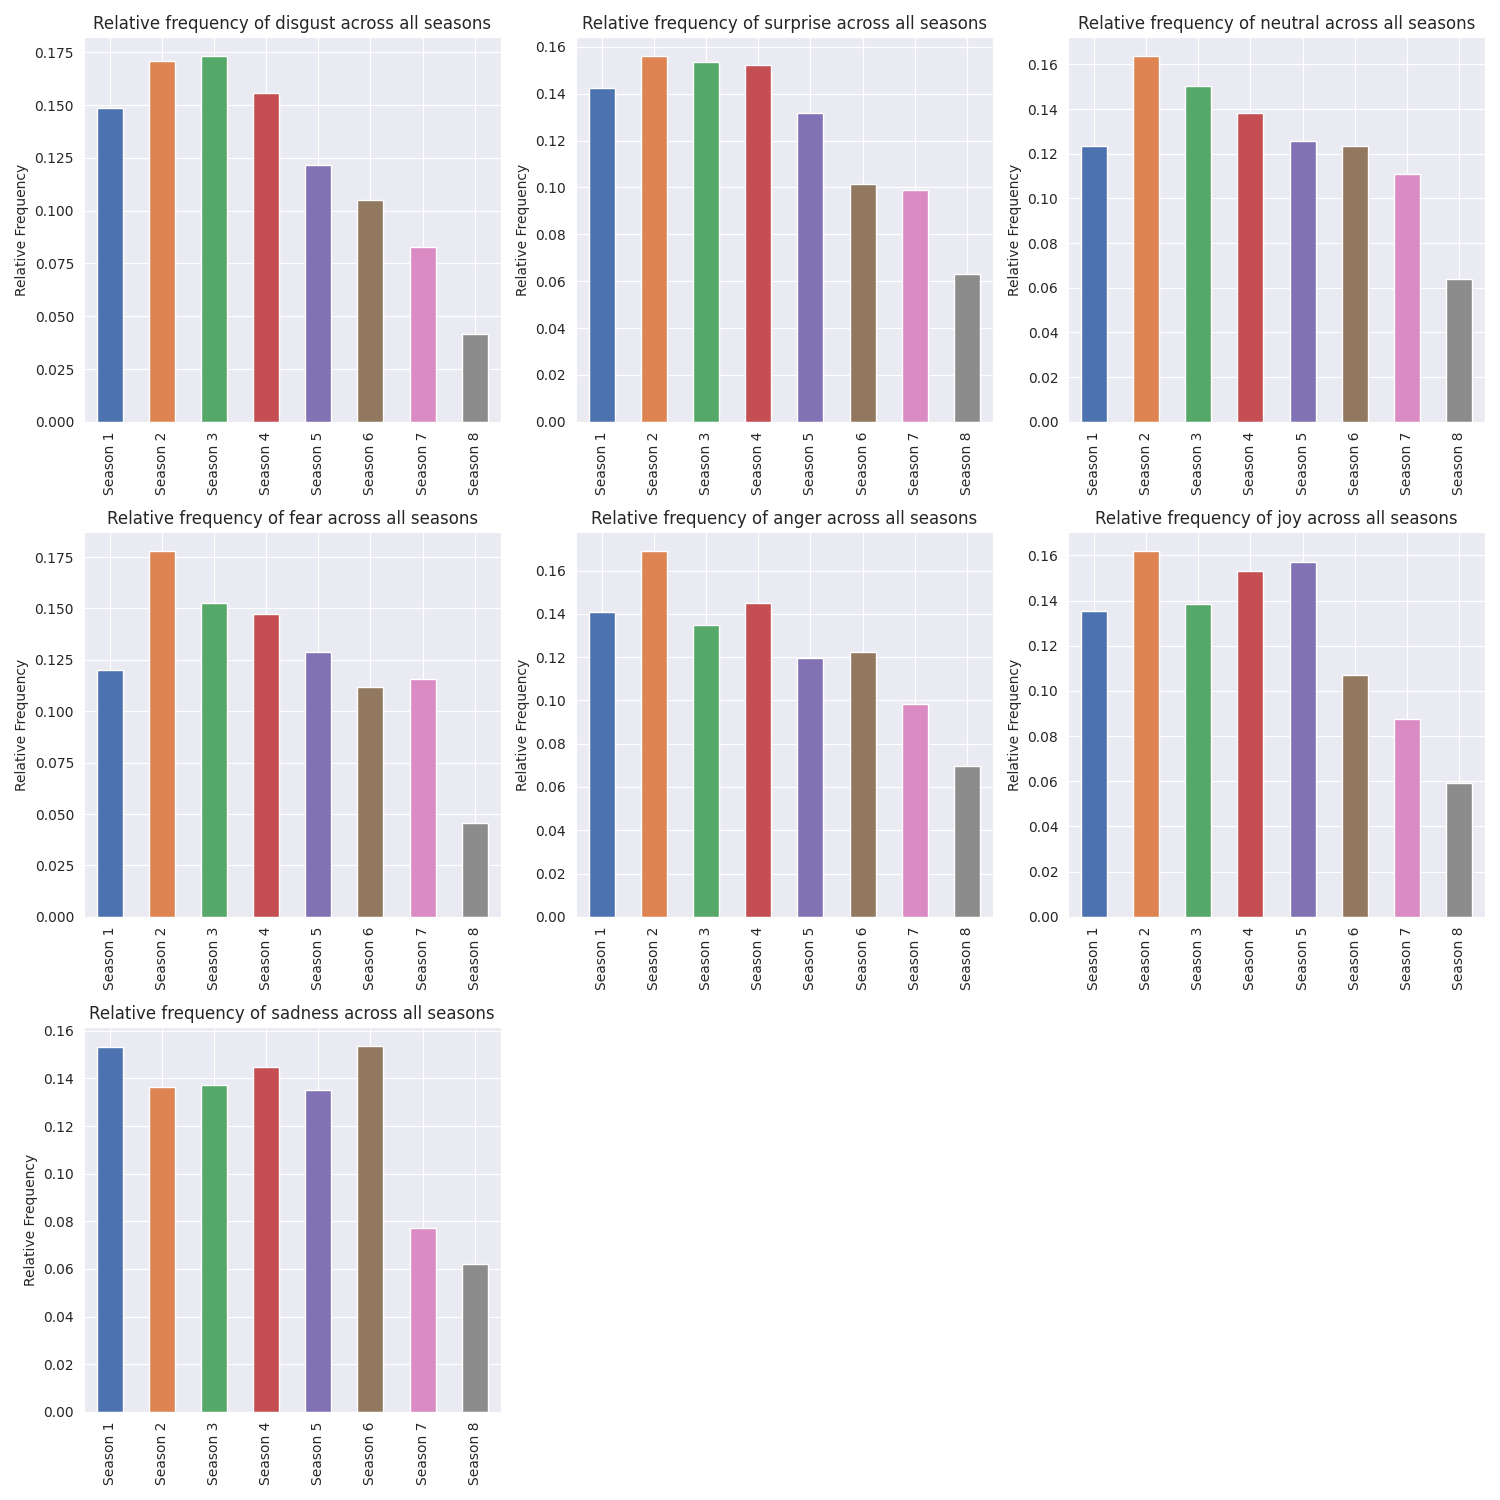 Relative frequency of disgust across all seasons
Relative Frequency
0.175
0.150
0.125
0.100
0.075
0.050
0.025
0.000
Season 1
Season 2
Season 3
Season 4
Season 5
Season 6
Season 7
Season 8
Relative frequency of surprise across all seasons
Relative Frequency
0.16
0.14
0.12
0.10
0.08
0.06
0.04
0.02
0.00
Season 1
Season 2
Season 3
Season 4
Season 5
Season 6
Season 7
Season 8
Relative frequency of neutral across all seasons
Relative Frequency
0.16
0.14
0.12
0.10
0.08
0.06
0.04
0.02
0.00
Season 1
Season 2
Season 3
Season 4
Season 5
Season 6
Season 7
Season 8
Relative frequency of fear across all seasons
Relative Frequency
0.175
0.150
0.125
0.100
0.075
0.050
0.025
0.000
Season 1
Season 2
Season 3
Season 4
Season 5
Season 6
Season 7
Season 8
Relative frequency of anger across all seasons
Relative Frequency
0.16
0.14
0.12
0.10
0.08
0.06
0.04
0.02
0.00
Season 1
Season 2
Season 3
Season 4
Season 5
Season 6
Season 7
Season 8
Relative frequency of joy across all seasons
Relative Frequency
0.16
0.14
0.12
0.10
0.08
0.06
0.04
0.02
0.00
Season 1
Season 2
Season 3
Season 4
Season 5
Season 6
Season 7
Season 8
Relative frequency of sadness across all seasons
Relative Frequency
0.16
0.14
0.12
0.10
0.08
0.06
0.04
0.02
0.00
Season 1
Season 2
Season 3
Season 4
Season 5
Season 6
Season 7
Season 8